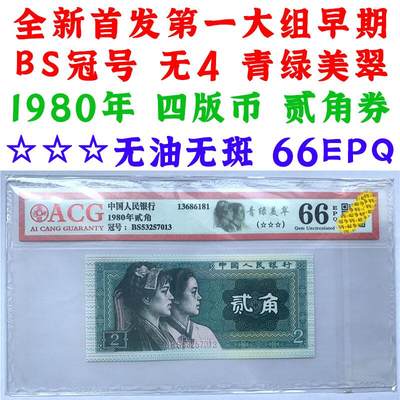 全新首发第一大组早期
BS冠号 无4 青绿美翠
1980年 四版币 贰角券
☆☆☆无油无斑 66EPQ
ACG
AI CANG GUARANTY
中国人民银行
1980年贰角
冠号: BS53257013
13686181
青绿美翠
(☆☆☆)
66 EPQ
Gem Uncirculated
中国人民银行
贰角
BS53257013
2
2